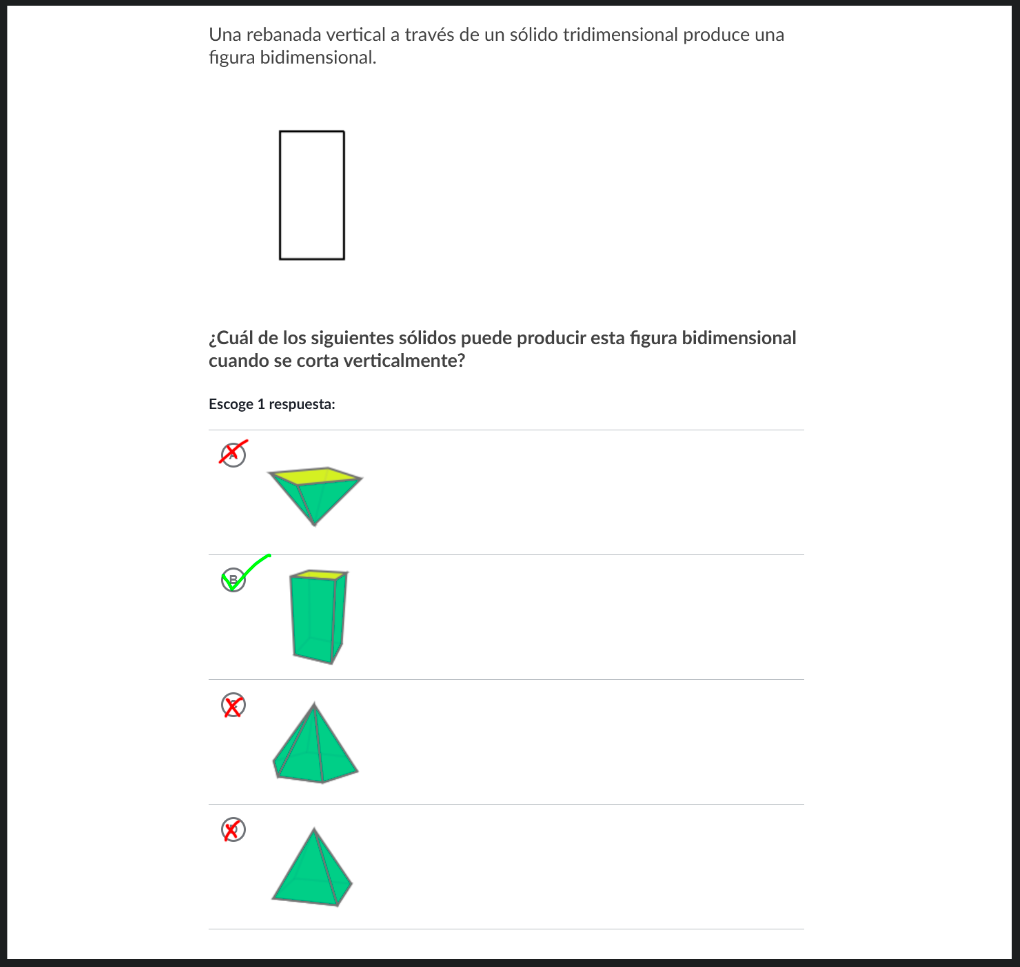 Una rebanada vertical a través de un sólido tridimensional produce una
figura bidimensional.
¿Cuál de los siguientes sólidos puede producir esta figura bidimensional
cuando se corta verticalmente?
Escoge 1 respuesta:
A
B